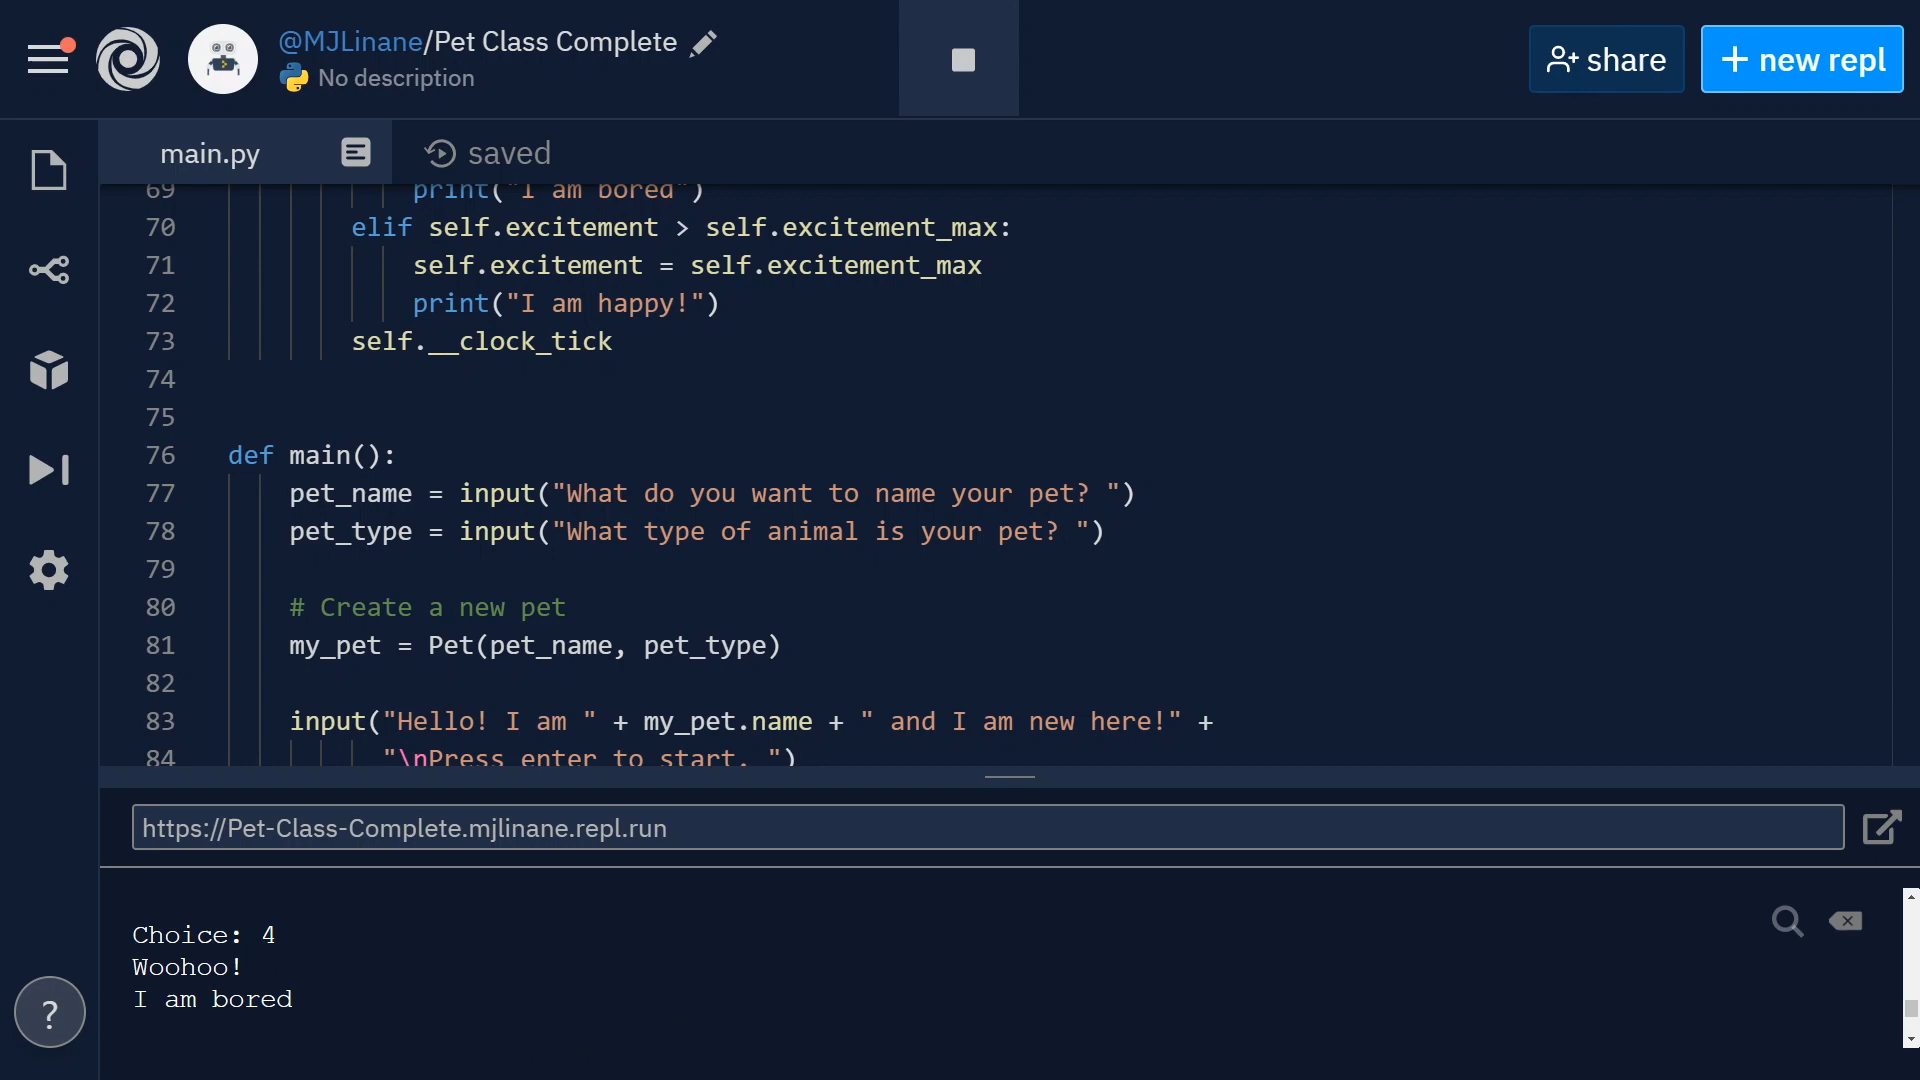 @MJLinane/Pet Class Complete
No description
share
+ new repl
main.py
saved
69 print("I am bored")
70 elif self.excitement > self.excitement_max:
71 self.excitement = self.excitement_max
72 print("I am happy!")
73 self.__clock_tick
74
75
76 def main():
77 pet_name = input("What do you want to name your pet? ")
78 pet_type = input("What type of animal is your pet? ")
79
80 # Create a new pet
81 my_pet = Pet(pet_name, pet_type)
82
83 input("Hello! I am " + my_pet.name + " and I am new here!" +
84 "\nPress enter to start. ")
https://Pet-Class-Complete.mjlinane.repl.run
Choice: 4
Woohoo!
I am bored
?